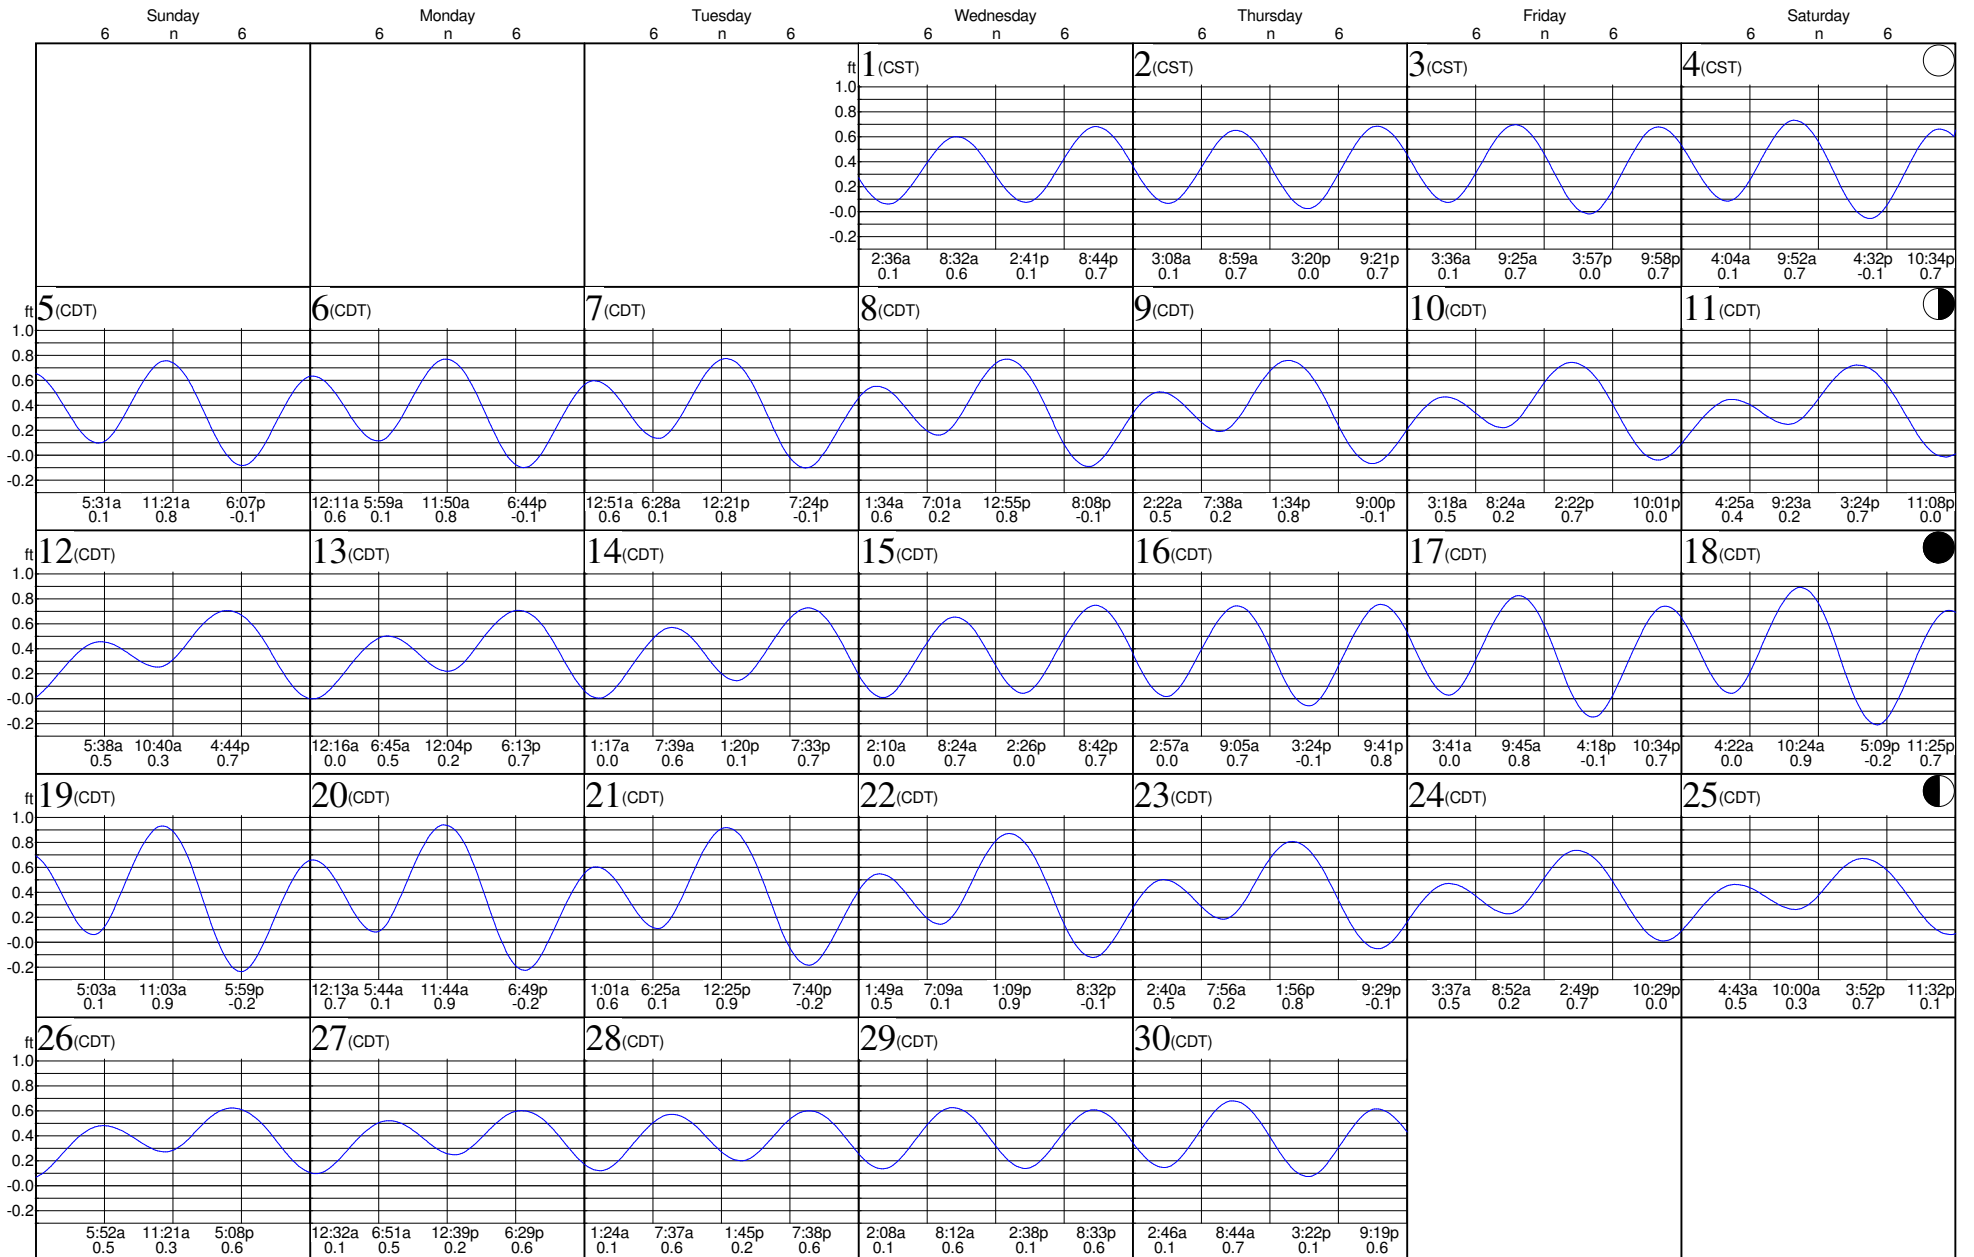 Sunday Monday Tuesday Wednesday Thursday Friday Saturday
6 n 6 6 n 6 6 n 6 6 n 6 6 n 6 6 n 6 6 n 6
1(CST) 2(CST) 3(CST) 4(CST)
ft
1.0
0.8
0.6
0.4
0.2
-0.0
-0.2
2:36a 8:32a 2:41p 8:44p 3:08a 8:59a 3:20p 9:21p 3:36a 9:25a 3:57p 9:58p 4:04a 9:52a 4:32p 10:34p
0.1 0.6 0.1 0.7 0.1 0.7 0.0 0.7 0.1 0.7 0.0 0.7 0.1 0.7 -0.1 0.7
5(CDT) 6(CDT) 7(CDT) 8(CDT) 9(CDT) 10(CDT) 11(CDT)
ft
1.0
0.8
0.6
0.4
0.2
-0.0
-0.2
5:31a 11:21a 6:07p 12:11a 5:59a 11:50a 6:44p 12:51a 6:28a 12:21p 7:24p 1:34a 7:01a 12:55p 8:08p 2:22a 7:38a 1:34p 9:00p 3:18a 8:24a 2:22p 10:01p 4:25a 9:23a 3:24p 11:08p
0.1 0.8 -0.1 0.6 0.1 0.8 -0.1 0.6 0.1 0.8 -0.1 0.6 0.2 0.8 -0.1 0.5 0.2 0.8 -0.1 0.5 0.2 0.7 0.0 0.4 0.2 0.7 0.0
12(CDT) 13(CDT) 14(CDT) 15(CDT) 16(CDT) 17(CDT) 18(CDT)
ft
1.0
0.8
0.6
0.4
0.2
-0.0
-0.2
5:38a 10:40a 4:44p 12:16a 6:45a 12:04p 6:13p 1:17a 7:39a 1:20p 7:33p 2:10a 8:24a 2:26p 8:42p 2:57a 9:05a 3:24p 9:41p 3:41a 9:45a 4:18p 10:34p 4:22a 10:24a 5:09p 11:25p
0.5 0.3 0.7 0.0 0.5 0.2 0.7 0.0 0.6 0.1 0.7 0.0 0.7 0.0 0.7 0.0 0.7 -0.1 0.8 0.0 0.8 -0.1 0.7 0.0 0.9 -0.2 0.7
19(CDT) 20(CDT) 21(CDT) 22(CDT) 23(CDT) 24(CDT) 25(CDT)
ft
1.0
0.8
0.6
0.4
0.2
-0.0
-0.2
5:03a 11:03a 5:59p 12:13a 5:44a 11:44a 6:49p 1:01a 6:25a 12:25p 7:40p 1:49a 7:09a 1:09p 8:32p 2:40a 7:56a 1:56p 9:29p 3:37a 8:52a 2:49p 10:29p 4:43a 10:00a 3:52p 11:32p
0.1 0.9 -0.2 0.7 0.1 0.9 -0.2 0.6 0.1 0.9 -0.2 0.5 0.1 0.9 -0.1 0.5 0.2 0.8 -0.1 0.5 0.2 0.7 0.0 0.5 0.3 0.7 0.1
26(CDT) 27(CDT) 28(CDT) 29(CDT) 30(CDT)
ft
1.0
0.8
0.6
0.4
0.2
-0.0
-0.2
5:52a 11:21a 5:08p 12:32a 6:51a 12:39p 6:29p 1:24a 7:37a 1:45p 7:38p 2:08a 8:12a 2:38p 8:33p 2:46a 8:44a 3:22p 9:19p
0.5 0.3 0.6 0.1 0.5 0.2 0.6 0.1 0.6 0.2 0.6 0.1 0.6 0.1 0.6 0.1 0.7 0.1 0.6